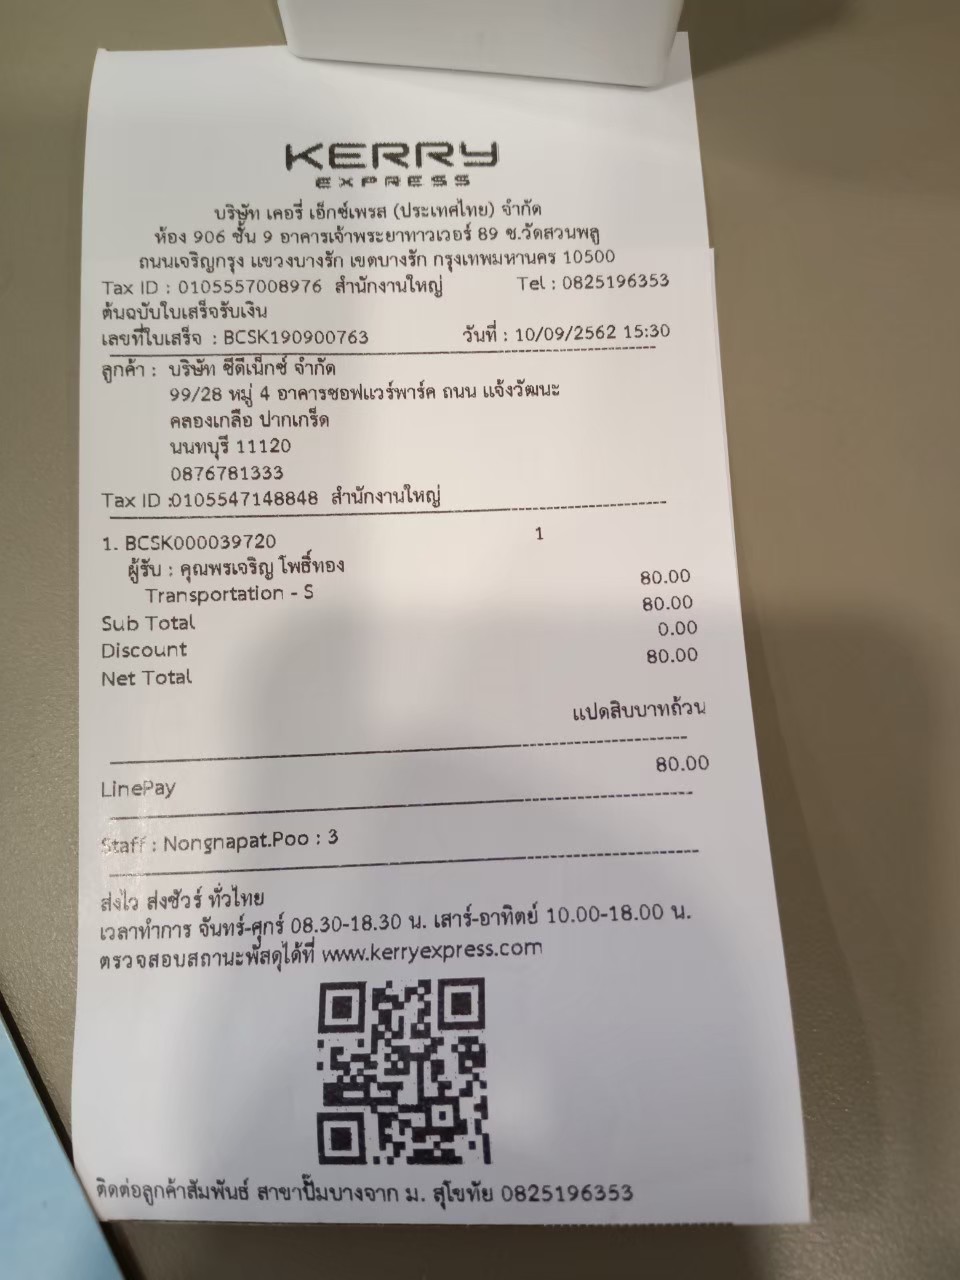 KERRY
EXPRESS
บริษัท เคอรี่ เอ็กซ์เพรส (ประเทศไทย) จำกัด
ห้อง 906 ชั้น 9 อาคารเจ้าพระยาทาวเวอร์ 89 ซ.วัดสวนพลู
ถนนเจริญกรุง แขวงบางรัก เขตบางรัก กรุงเทพมหานคร 10500
Tax ID : 0105557008976 สำนักงานใหญ่ Tel : 0825196353
ต้นฉบับใบเสร็จรับเงิน
เลขที่ใบเสร็จ : BCSK190900763 วันที่ : 10/09/2562 15:30
ลูกค้า : บริษัท ซีดีเน็กซ์ จำกัด
99/28 หมู่ 4 อาคารซอฟแวร์พาร์ค ถนน แจ้งวัฒนะ
คลองเกลือ ปากเกร็ด
นนทบุรี 11120
0876781333
Tax ID :0105547148848 สำนักงานใหญ่
1. BCSK000039720 1
ผู้รับ : คุณพรเจริญ โพธิ์ทอง
Transportation - S 80.00
Sub Total 80.00
Discount 0.00
Net Total 80.00
แปดสิบบาทถ้วน
LinePay 80.00
Staff : Nongnapat.Poo : 3
ส่งไว ส่งชัวร์ ทั่วไทย
เวลาทำการ จันทร์-ศุกร์ 08.30-18.30 น. เสาร์-อาทิตย์ 10.00-18.00 น.
ตรวจสอบสถานะพัสดุได้ที่ www.kerryexpress.com
ติดต่อลูกค้าสัมพันธ์ สาขาปั๊มบางจาก ม. สุโขทัย 0825196353